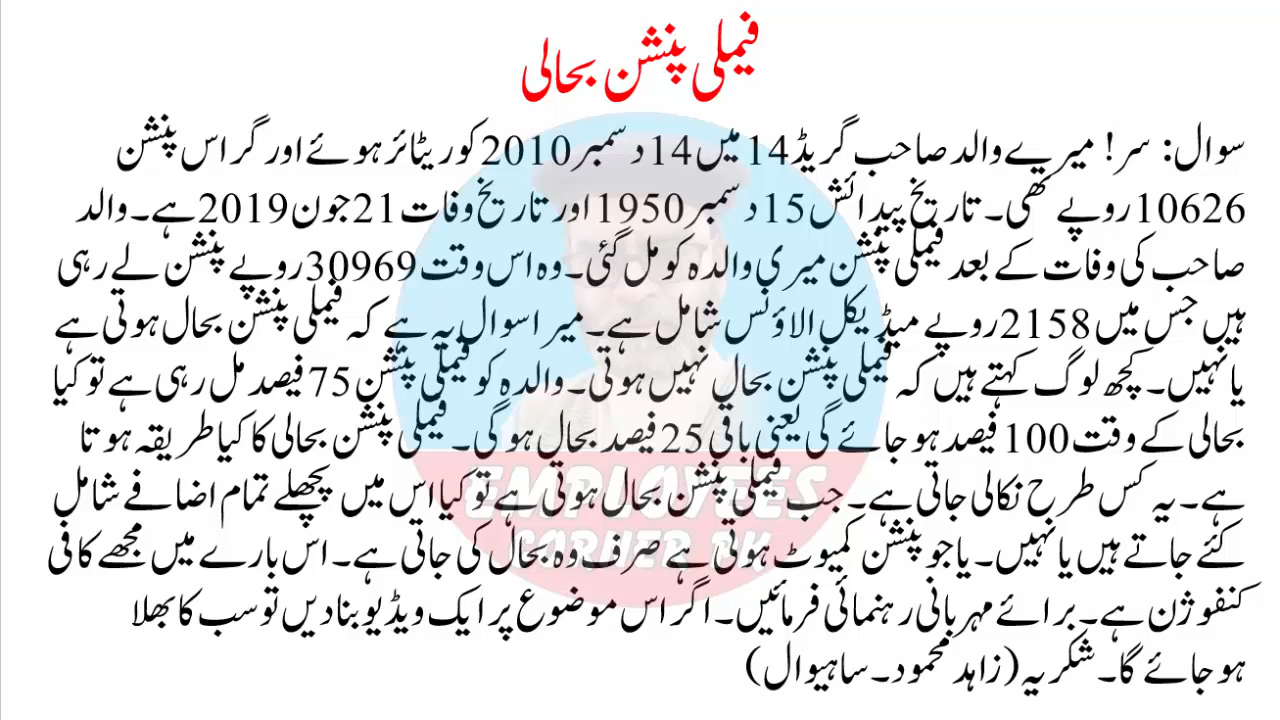 فیملی پنشن بحالی
سوال: سر! میرے والد صاحب گریڈ 14 میں 14 دسمبر 2010 کو ریٹائر ہوئے اور گراس پنشن
10626 روپے تھی۔ تاریخ پیدائش 15 دسمبر 1950 اور تاریخ وفات 21 جون 2019 ہے۔ والد
صاحب کی وفات کے بعد فیملی پنشن میری والدہ کو مل گئی۔ وہ اس وقت 30969 روپے پنشن لے رہی
ہیں جس میں 2158 روپے میڈیکل الاؤنس شامل ہے۔ میرا سوال یہ ہے کہ فیملی پنشن بحال ہوتی ہے
یا نہیں۔ کچھ لوگ کہتے ہیں کہ فیملی پنشن بحال نہیں ہوتی۔ والدہ کو فیملی پنشن 75 فیصد مل رہی ہے تو کیا
بحالی کے وقت 100 فیصد ہو جائے گی یعنی باقی 25 فیصد بحال ہو گی۔ فیملی پنشن بحالی کا کیا طریقہ ہوتا
ہے۔ یہ کس طرح نکالی جاتی ہے۔ جب فیملی پنشن بحال ہوتی ہے تو کیا اس میں پچھلے تمام اضافے شامل
کئے جاتے ہیں یا نہیں۔ یا جو پنشن کمیوٹ ہوتی ہے صرف وہ بحال کی جاتی ہے۔ اس بارے میں مجھے کافی
کنفوژن ہے۔ برائے مہربانی رہنمائی فرمائیں۔ اگر اس موضوع پر ایک ویڈیو بنا دیں تو سب کا بھلا
ہو جائے گا۔ شکریہ (زاہد محمود۔ ساہیوال)
EMPLOYEES
CORNER PK